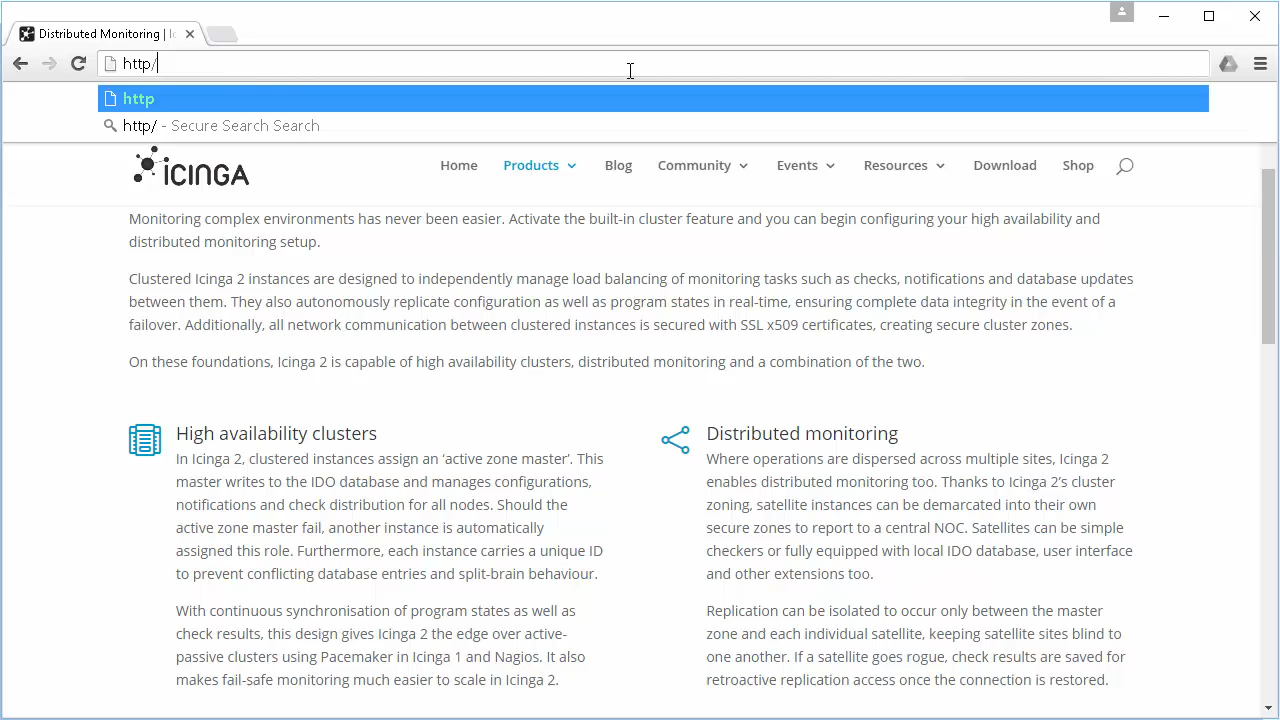 Distributed Monitoring |
http/
http
http/ - Secure Search Search
ICINGA
Home Products Blog Community Events Resources Download Shop
Monitoring complex environments has never been easier. Activate the built-in cluster feature and you can begin configuring your high availability and
distributed monitoring setup.
Clustered Icinga 2 instances are designed to independently manage load balancing of monitoring tasks such as checks, notifications and database updates
between them. They also autonomously replicate configuration as well as program states in real-time, ensuring complete data integrity in the event of a
failover. Additionally, all network communication between clustered instances is secured with SSL x509 certificates, creating secure cluster zones.
On these foundations, Icinga 2 is capable of high availability clusters, distributed monitoring and a combination of the two.
High availability clusters
In Icinga 2, clustered instances assign an ‘active zone master’. This
master writes to the IDO database and manages configurations,
notifications and check distribution for all nodes. Should the
active zone master fail, another instance is automatically
assigned this role. Furthermore, each instance carries a unique ID
to prevent conflicting database entries and split-brain behaviour.
With continuous synchronisation of program states as well as
check results, this design gives Icinga 2 the edge over active-
passive clusters using Pacemaker in Icinga 1 and Nagios. It also
makes fail-safe monitoring much easier to scale in Icinga 2.
Distributed monitoring
Where operations are dispersed across multiple sites, Icinga 2
enables distributed monitoring too. Thanks to Icinga 2’s cluster
zoning, satellite instances can be demarcated into their own
secure zones to report to a central NOC. Satellites can be simple
checkers or fully equipped with local IDO database, user interface
and other extensions too.
Replication can be isolated to occur only between the master
zone and each individual satellite, keeping satellite sites blind to
one another. If a satellite goes rogue, check results are saved for
retroactive replication access once the connection is restored.